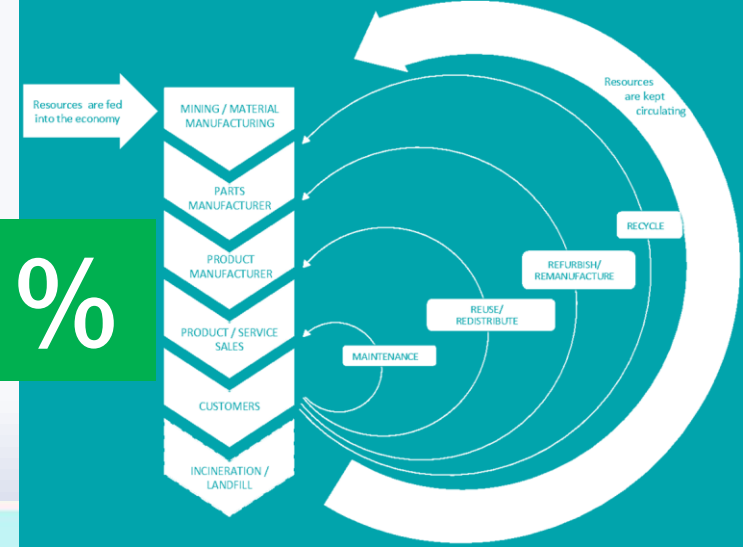 Resources are fed
into the economy
MINING / MATERIAL
MANUFACTURING
PARTS
MANUFACTURER
PRODUCT
MANUFACTURER
PRODUCT / SERVICE
SALES
CUSTOMERS
INCINERATION /
LANDFILL
%
Resources
are kept
circulating
RECYCLE
REFURBISH/
REMANUFACTURE
REUSE/
REDISTRIBUTE
MAINTENANCE